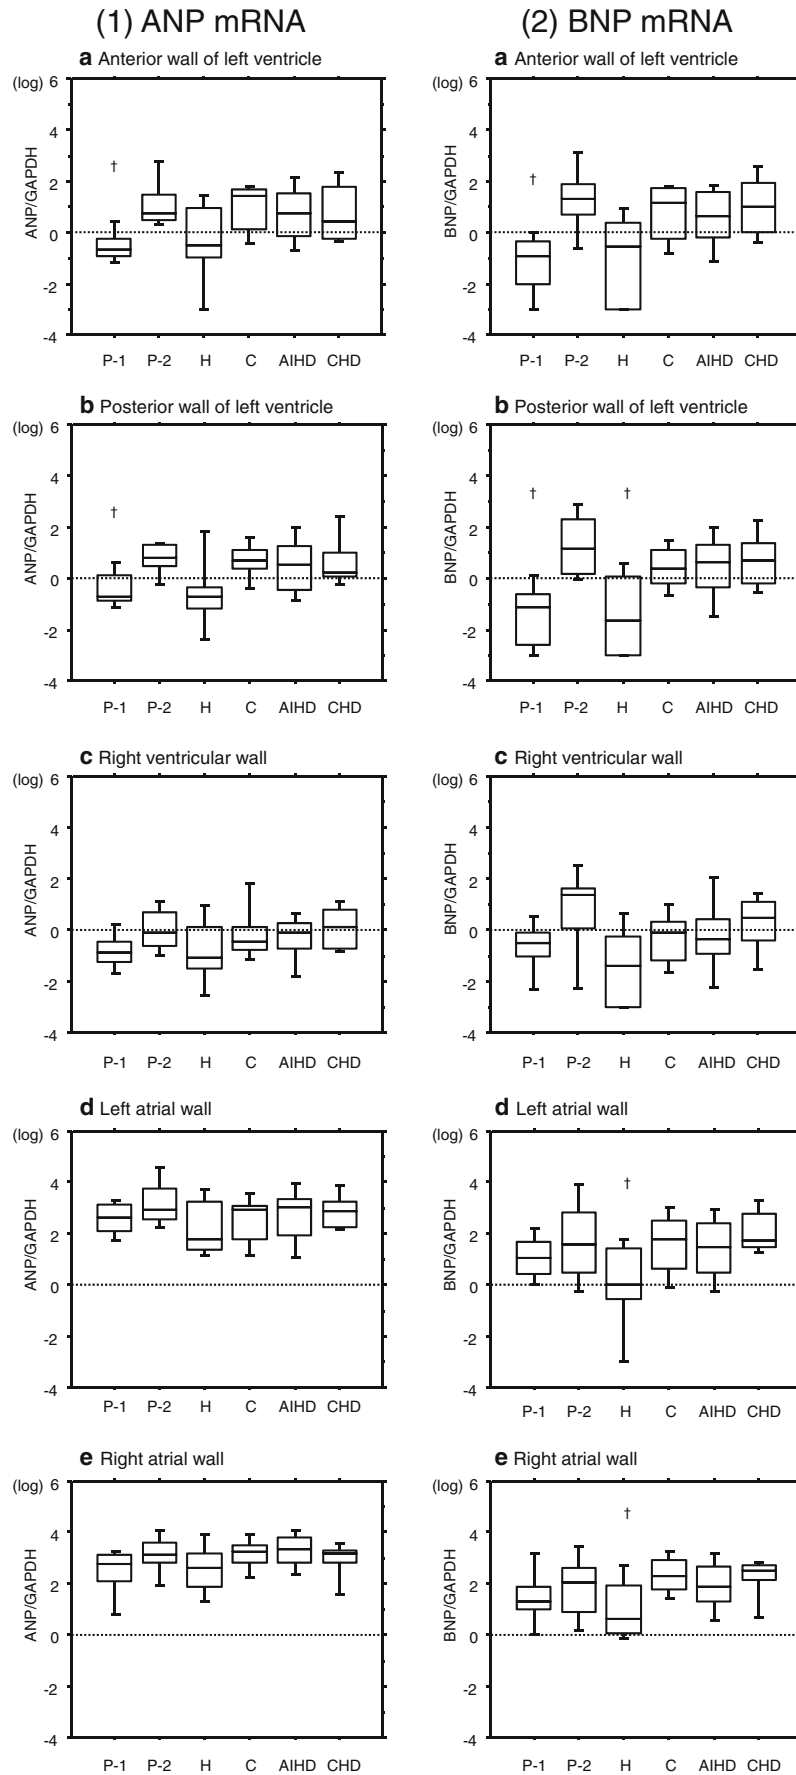 (1) ANP mRNA
a Anterior wall of left ventricle
(log) 6
4
2
0
-2
-4
ANP/GAPDH
†
P-1 P-2 H C AIHD CHD
b Posterior wall of left ventricle
(log) 6
4
2
0
-2
-4
ANP/GAPDH
†
P-1 P-2 H C AIHD CHD
c Right ventricular wall
(log) 6
4
2
0
-2
-4
ANP/GAPDH
P-1 P-2 H C AIHD CHD
d Left atrial wall
(log) 6
4
2
0
-2
-4
ANP/GAPDH
P-1 P-2 H C AIHD CHD
e Right atrial wall
(log) 6
4
2
0
-2
-4
ANP/GAPDH
P-1 P-2 H C AIHD CHD
(2) BNP mRNA
a Anterior wall of left ventricle
(log) 6
4
2
0
-2
-4
BNP/GAPDH
†
P-1 P-2 H C AIHD CHD
b Posterior wall of left ventricle
(log) 6
4
2
0
-2
-4
BNP/GAPDH
† †
P-1 P-2 H C AIHD CHD
c Right ventricular wall
(log) 6
4
2
0
-2
-4
BNP/GAPDH
P-1 P-2 H C AIHD CHD
d Left atrial wall
(log) 6
4
2
0
-2
-4
BNP/GAPDH
†
P-1 P-2 H C AIHD CHD
e Right atrial wall
(log) 6
4
2
0
-2
-4
BNP/GAPDH
†
P-1 P-2 H C AIHD CHD